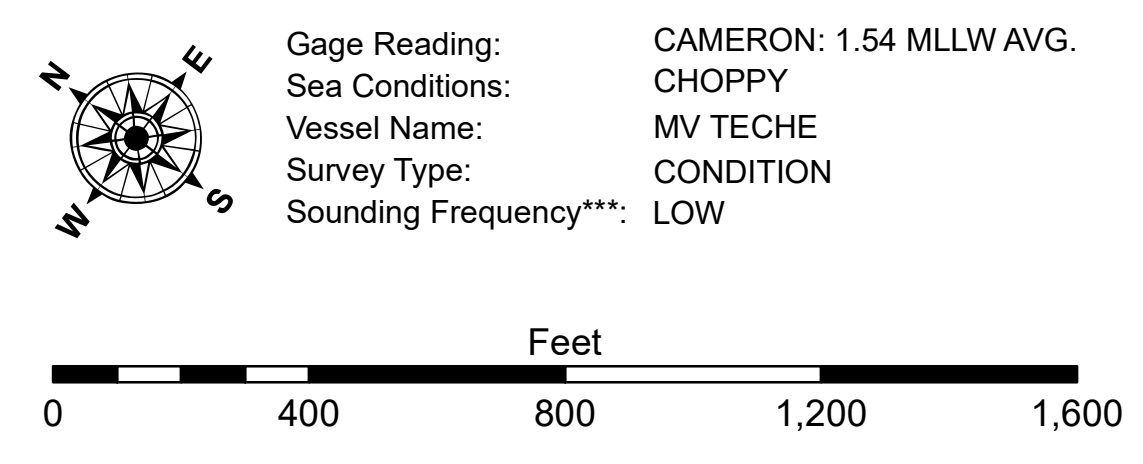 N
E
W
S
Gage Reading: CAMERON: 1.54 MLLW AVG.
Sea Conditions: CHOPPY
Vessel Name: MV TECHE
Survey Type: CONDITION
Sounding Frequency***: LOW
Feet
0 400 800 1,200 1,600